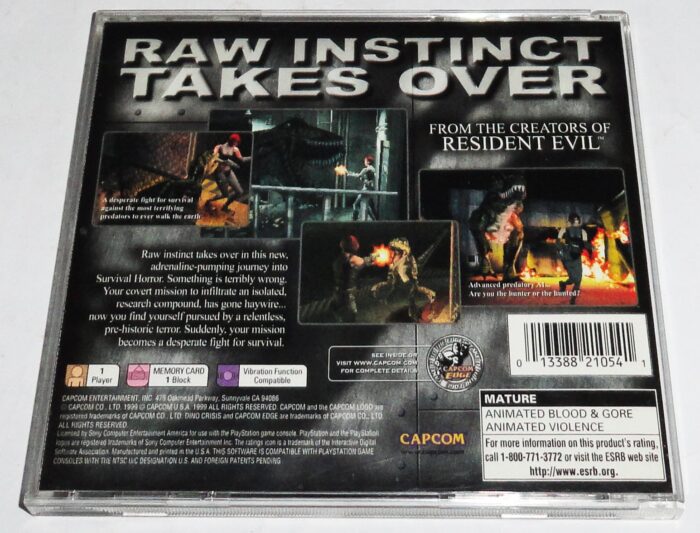 RAW INSTINCT
TAKES OVER
FROM THE CREATORS OF
RESIDENT EVIL™
A desperate fight for survival
against the most terrifying
predators to ever walk the earth
Advanced predatory AI...
Are you the hunter or the hunted?
Raw instinct takes over in this new,
adrenaline-pumping journey into
Survival Horror. Something is terribly wrong.
Your covert mission to infiltrate an isolated,
research compound, has gone haywire...
now you find yourself pursued by a relentless,
pre-historic terror. Suddenly, your mission
becomes a desperate fight for survival.
SEE INSIDE OR
VISIT WWW.CAPCOM.COM
FOR COMPLETE DETAILS
CAPCOM
EDGE
0 13388 21054 1
1
Player
MEMORY CARD
1 Block
Vibration Function
Compatible
CAPCOM ENTERTAINMENT, INC. 475 Oakmead Parkway, Sunnyvale CA 94086
© CAPCOM CO., LTD. 1999 © CAPCOM U.S.A. 1999 ALL RIGHTS RESERVED. CAPCOM and the CAPCOM LOGO are
registered trademarks of CAPCOM CO., LTD. DINO CRISIS and CAPCOM EDGE are trademarks of CAPCOM CO., LTD.
ALL RIGHTS RESERVED.
Licensed by Sony Computer Entertainment America for use with the PlayStation game console. PlayStation and the PlayStation
logos are registered trademarks of Sony Computer Entertainment Inc. The ratings icon is a trademark of the Interactive Digital
Software Association. Manufactured and printed in the U.S.A. THIS SOFTWARE IS COMPATIBLE WITH PLAYSTATION GAME
CONSOLES WITH THE NTSC U/C DESIGNATION. U.S. AND FOREIGN PATENTS PENDING
CAPCOM
www.capcom.com
MATURE
ANIMATED BLOOD & GORE
ANIMATED VIOLENCE
For more information on this product's rating,
call 1-800-771-3772 or visit the ESRB web site
http://www.esrb.org.